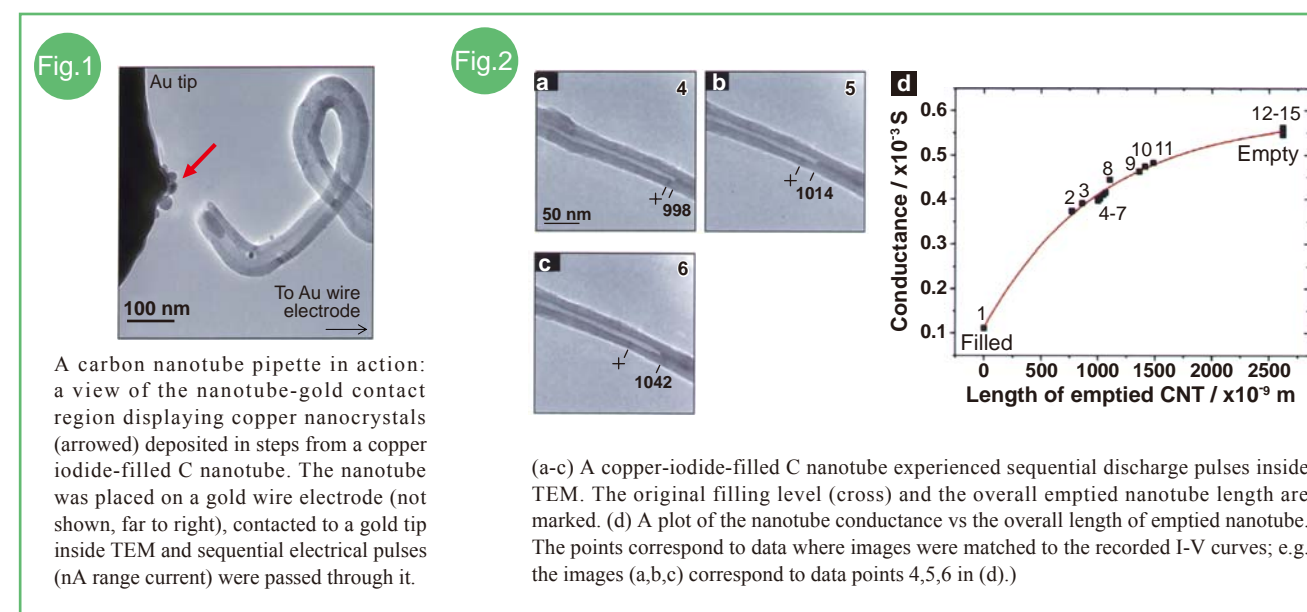 Fig.1
Au tip
100 nm
To Au wire
electrode
A carbon nanotube pipette in action:
a view of the nanotube-gold contact
region displaying copper nanocrystals
(arrowed) deposited in steps from a copper
iodide-filled C nanotube. The nanotube
was placed on a gold wire electrode (not
shown, far to right), contacted to a gold tip
inside TEM and sequential electrical pulses
(nA range current) were passed through it.
Fig.2
a
4
998
50 nm
b
5
1014
c
6
1042
d
Conductance / x10⁻³ S
0.6
0.5
0.4
0.3
0.2
0.1
1
Filled
2 3
4-7
8
9 10 11
12-15
Empty
0 500 1000 1500 2000 2500
Length of emptied CNT / x10⁻⁹ m
(a-c) A copper-iodide-filled C nanotube experienced sequential discharge pulses inside
TEM. The original filling level (cross) and the overall emptied nanotube length are
marked. (d) A plot of the nanotube conductance vs the overall length of emptied nanotube.
The points correspond to data where images were matched to the recorded I-V curves; e.g.
the images (a,b,c) correspond to data points 4,5,6 in (d).)